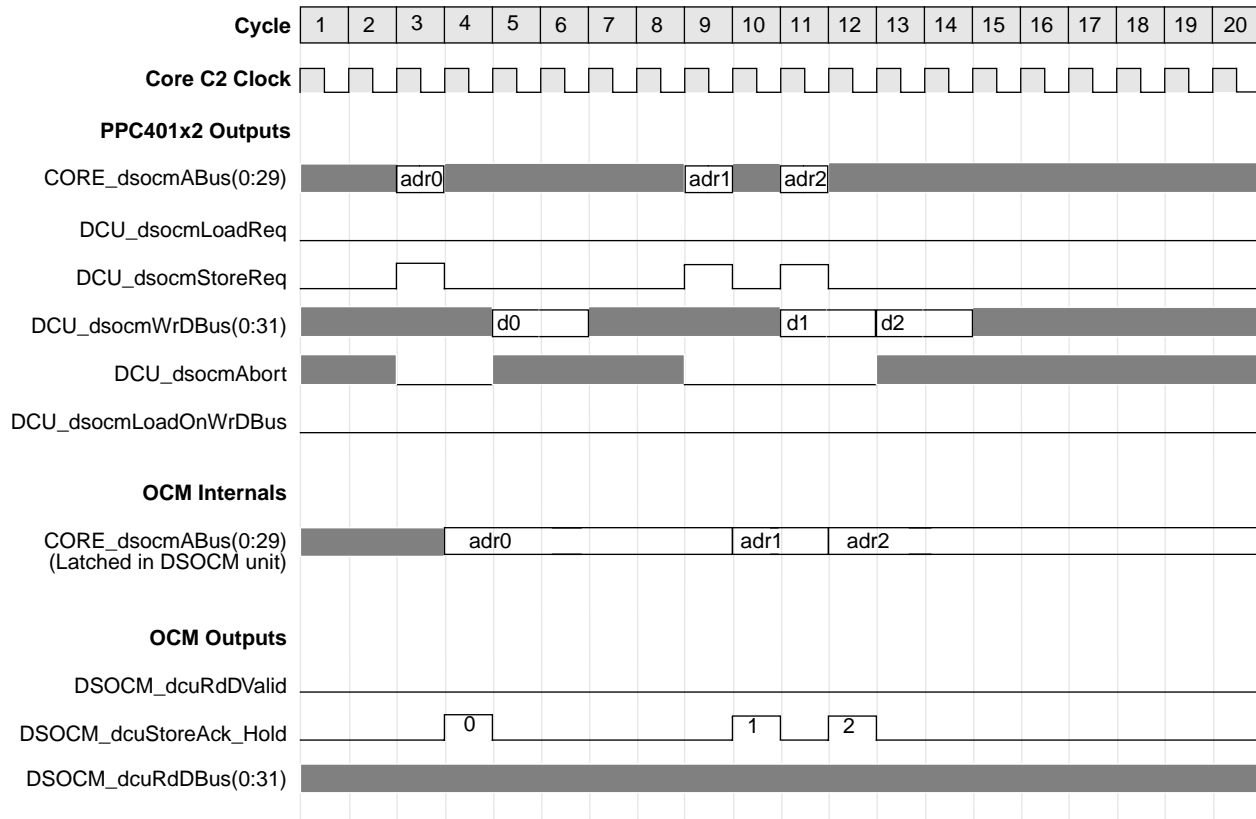 Cycle 1 2 3 4 5 6 7 8 9 10 11 12 13 14 15 16 17 18 19 20
Core C2 Clock
PPC401x2 Outputs
CORE_dsocmABus(0:29) adr0 adr1 adr2
DCU_dsocmLoadReq
DCU_dsocmStoreReq
DCU_dsocmWrDBus(0:31) d0 d1 d2
DCU_dsocmAbort
DCU_dsocmLoadOnWrDBus
OCM Internals
CORE_dsocmABus(0:29) adr0 adr1 adr2
(Latched in DSOCM unit)
OCM Outputs
DSOCM_dcuRdDValid
DSOCM_dcuStoreAck_Hold 0 1 2
DSOCM_dcuRdDBus(0:31)